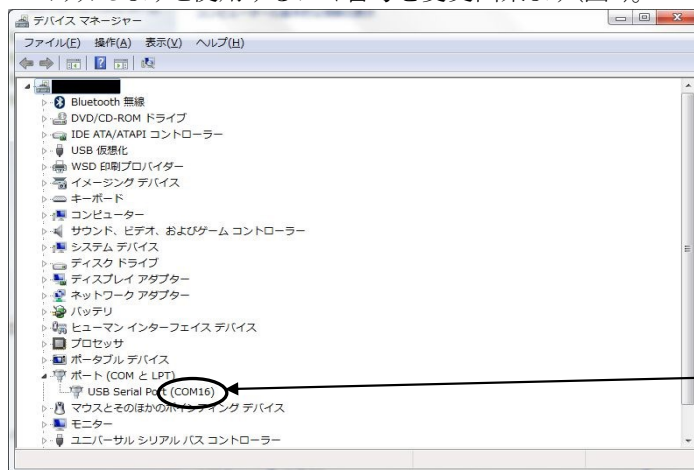 デバイス マネージャー
ファイル(F) 操作(A) 表示(V) ヘルプ(H)
Bluetooth 無線
DVD/CD-ROM ドライブ
IDE ATA/ATAPI コントローラー
USB 仮想化
WSD 印刷プロバイダー
イメージング デバイス
キーボード
コンピューター
サウンド、ビデオ、およびゲーム コントローラー
システム デバイス
ディスク ドライブ
ディスプレイ アダプター
ネットワーク アダプター
バッテリ
ヒューマン インターフェイス デバイス
プロセッサ
ポータブル デバイス
ポート (COM と LPT)
USB Serial Port (COM16)
マウスとそのほかのポインティング デバイス
モニター
ユニバーサル シリアル バス コントローラー